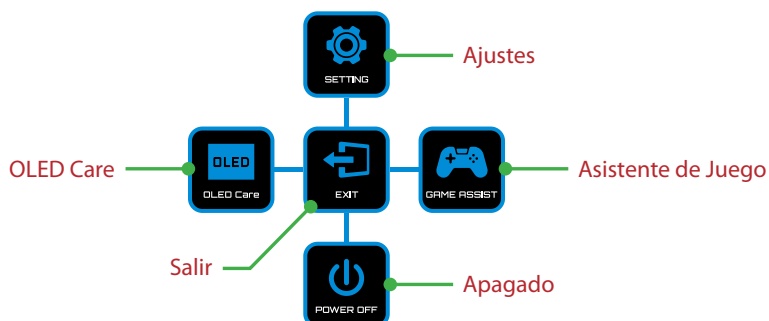 SETTING
Ajustes
OLED Care
OLED
OLED Care
EXIT
GAME ASSIST
Asistente de Juego
Salir
POWER OFF
Apagado